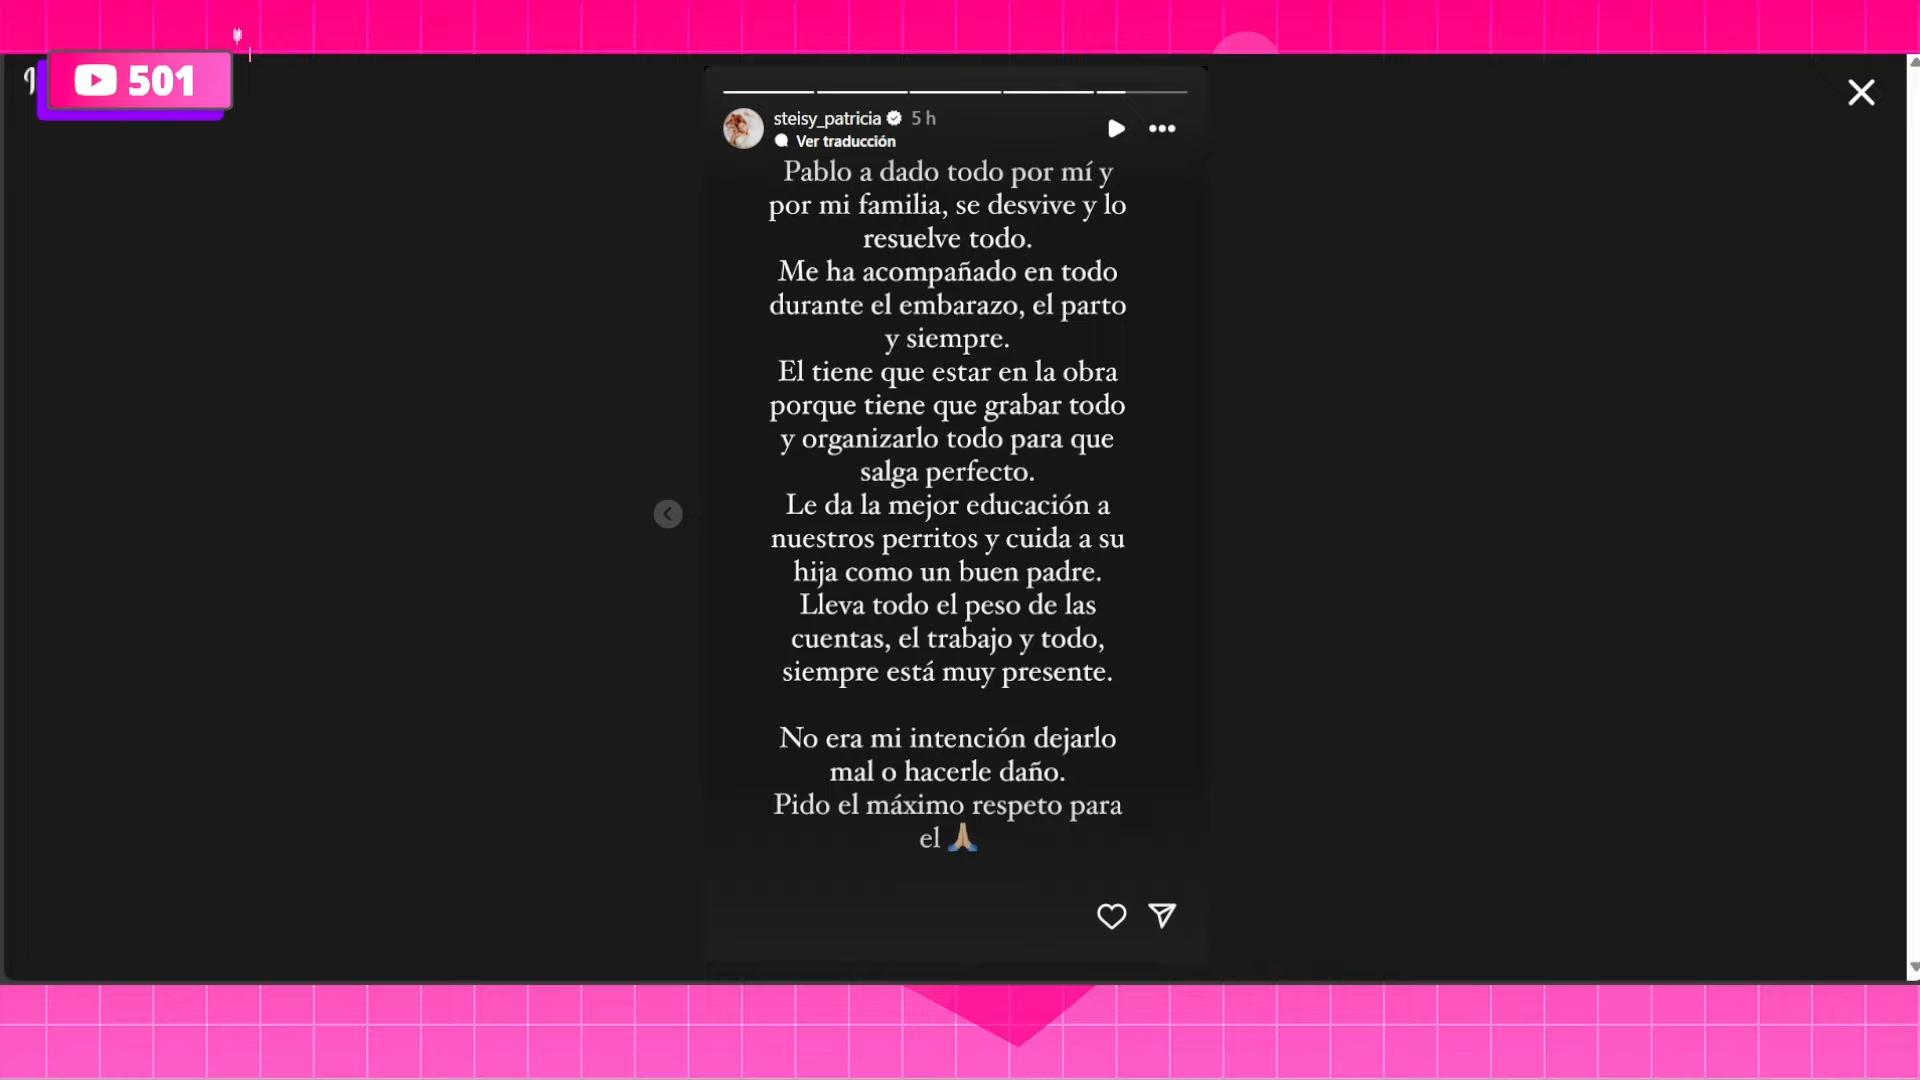 501
steisy_patricia 5 h
Ver traducción
Pablo a dado todo por mí y
por mi familia, se desvive y lo
resuelve todo.
Me ha acompañado en todo
durante el embarazo, el parto
y siempre.
El tiene que estar en la obra
porque tiene que grabar todo
y organizarlo todo para que
salga perfecto.
Le da la mejor educación a
nuestros perritos y cuida a su
hija como un buen padre.
Lleva todo el peso de las
cuentas, el trabajo y todo,
siempre está muy presente.
No era mi intención dejarlo
mal o hacerle daño.
Pido el máximo respeto para
el 🙏🏼